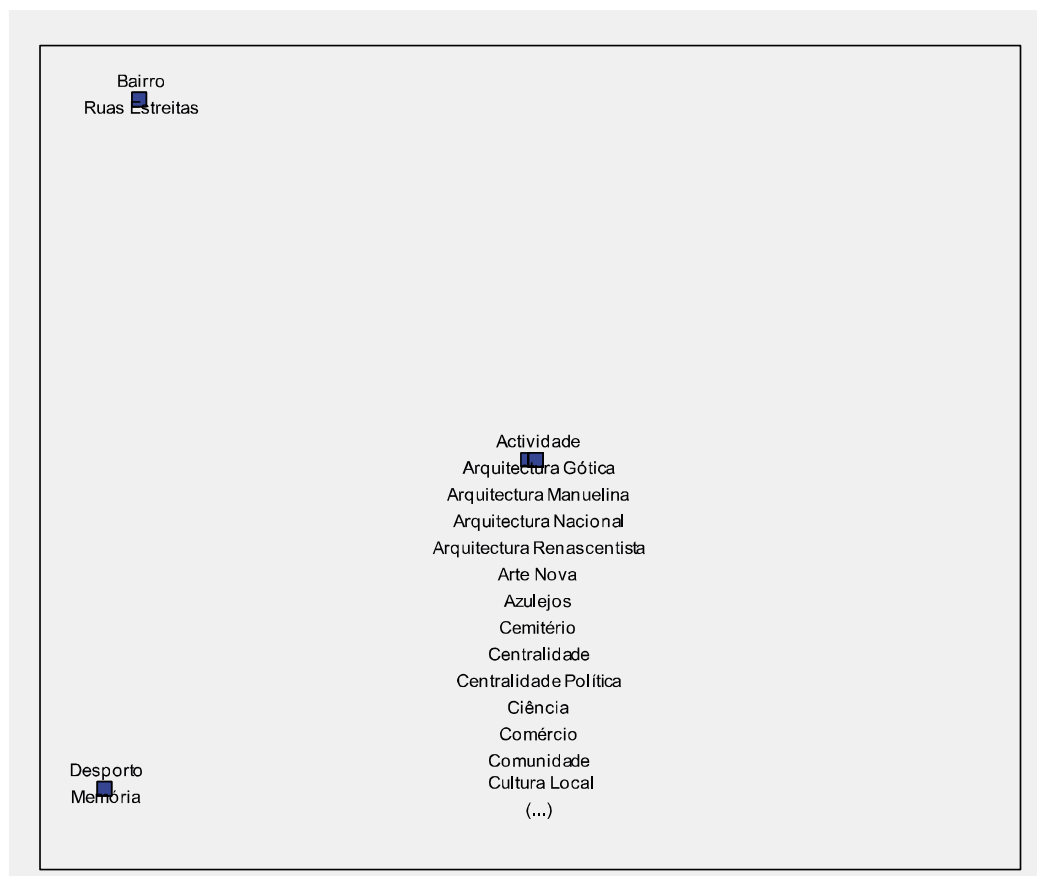 Bairro
Ruas Estreitas
Actividade
Arquitectura Gótica
Arquitectura Manuelina
Arquitectura Nacional
Arquitectura Renascentista
Arte Nova
Azulejos
Cemitério
Centralidade
Centralidade Política
Ciência
Comércio
Comunidade
Cultura Local
(...)
Desporto
Memória